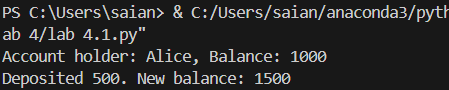 PS C:\Users\saian> & C:/Users/saian/anaconda3/pyth
ab 4/lab 4.1.py"
Account holder: Alice, Balance: 1000
Deposited 500. New balance: 1500